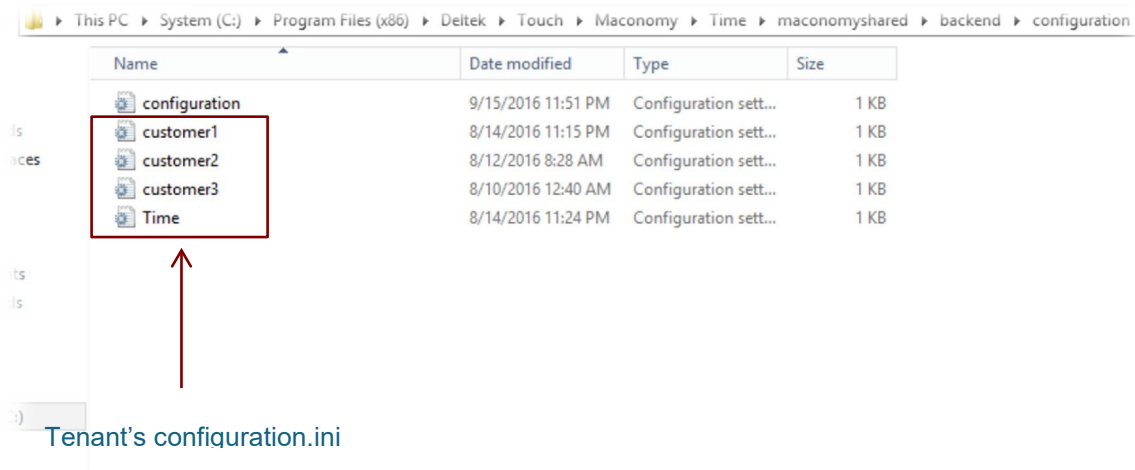 This PC ▸ System (C:) ▸ Program Files (x86) ▸ Deltek ▸ Touch ▸ Maconomy ▸ Time ▸ maconomyshared ▸ backend ▸ configuration
Name Date modified Type Size
configuration 9/15/2016 11:51 PM Configuration sett... 1 KB
customer1 8/14/2016 11:15 PM Configuration sett... 1 KB
customer2 8/12/2016 8:28 AM Configuration sett... 1 KB
customer3 8/10/2016 12:40 AM Configuration sett... 1 KB
Time 8/14/2016 11:24 PM Configuration sett... 1 KB
Tenant's configuration.ini